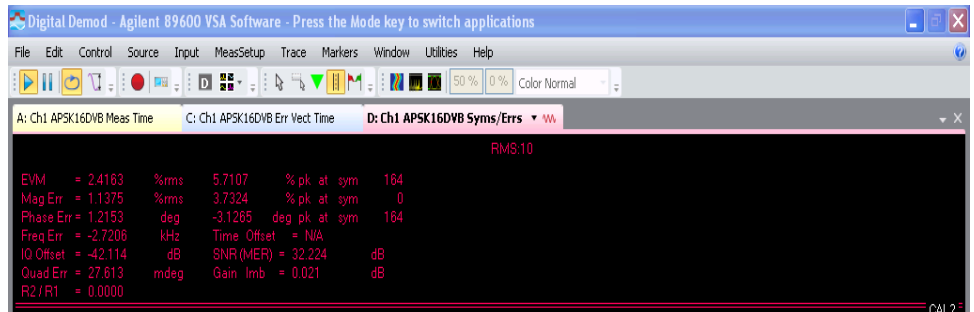 Digital Demod - Agilent 89600 VSA Software - Press the Mode key to switch applications
File Edit Control Source Input MeasSetup Trace Markers Window Utilities Help
D 50 % 0 % Color Normal
A: Ch1 APSK16DVB Meas Time C: Ch1 APSK16DVB Err Vect Time D: Ch1 APSK16DVB Syms/Errs
RMS:10
EVM = 2.4163 %rms 5.7107 % pk at sym 164
Mag Err = 1.1375 %rms 3.7324 % pk at sym 0
Phase Err = 1.2153 deg -3.1265 deg pk at sym 164
Freq Err = -2.7206 kHz Time Offset = N/A
IQ Offset = -42.114 dB SNR(MER) = 32.224 dB
Quad Err = 27.613 mdeg Gain Imb = 0.021 dB
R2/R1 = 0.0000
CAL2